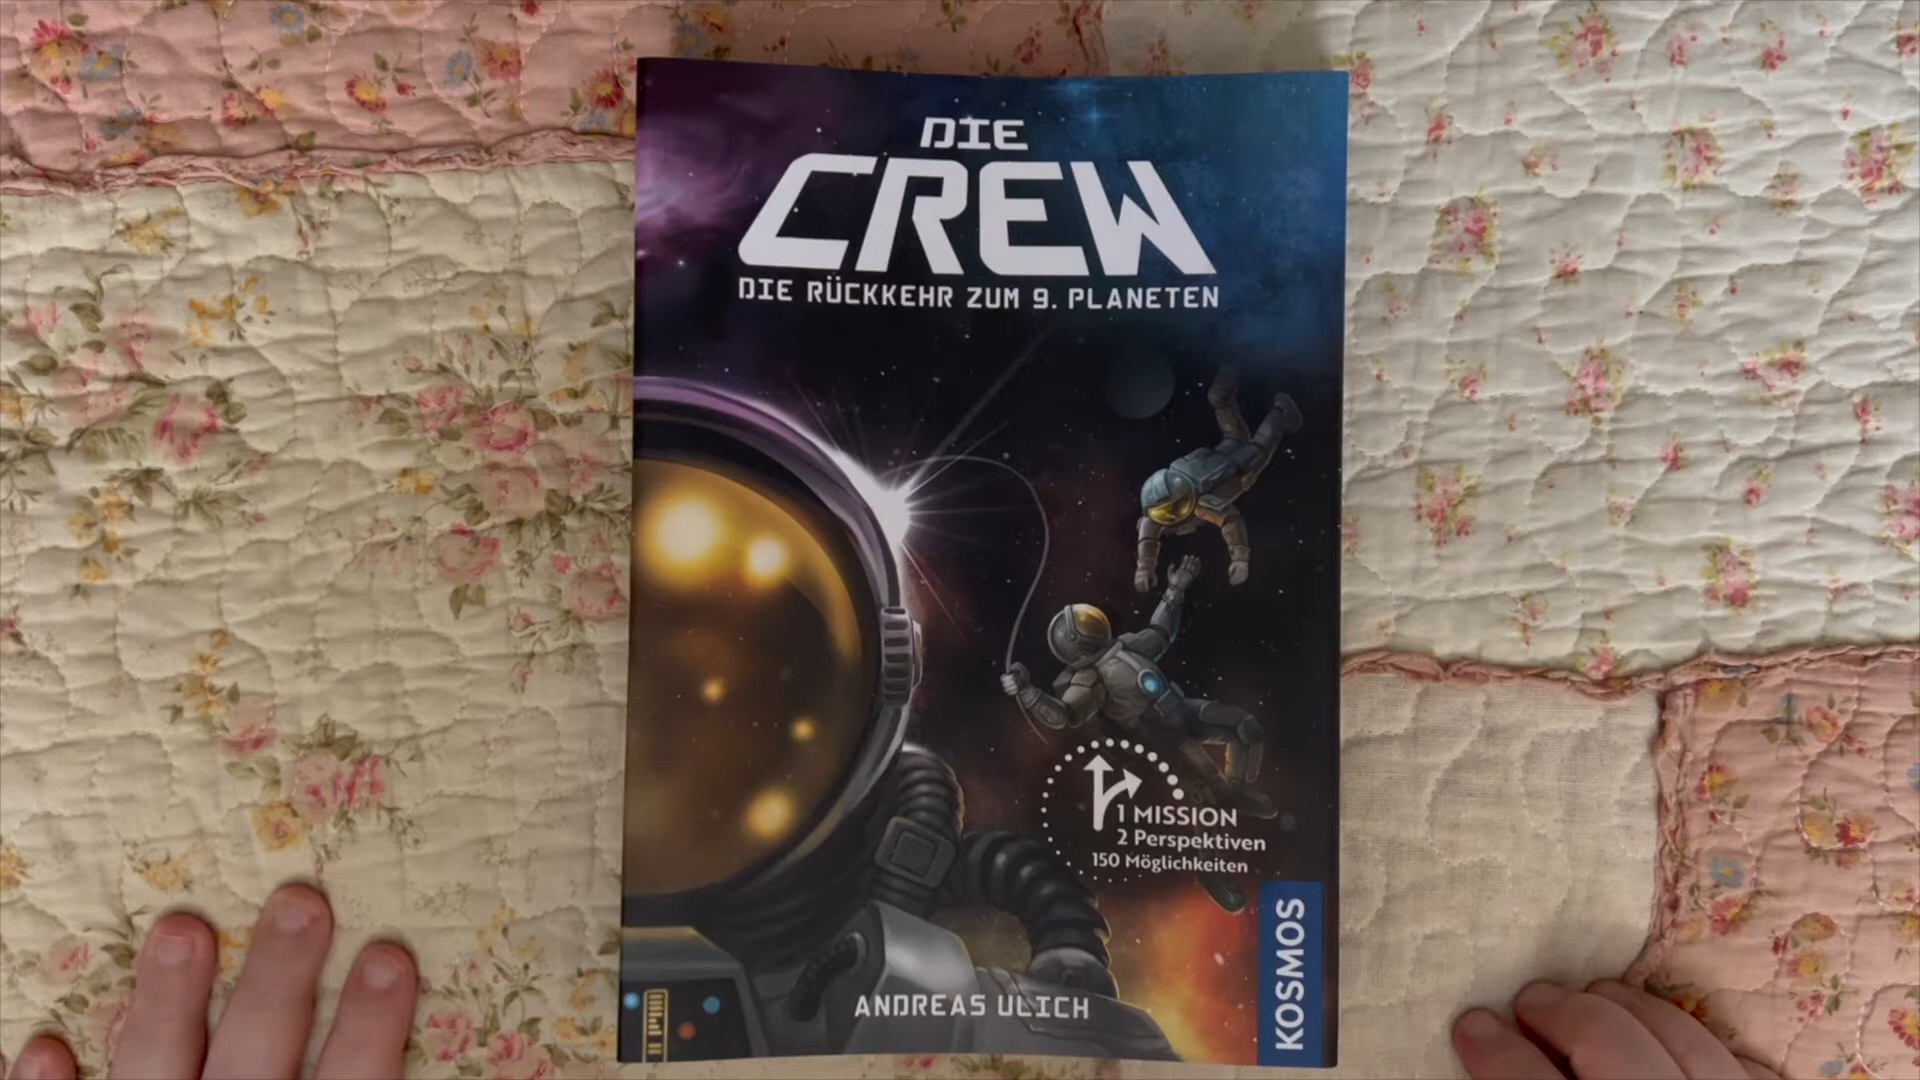 DIE
CREW
DIE RÜCKKEHR ZUM 9. PLANETEN
1 MISSION
2 Perspektiven
150 Möglichkeiten
KOSMOS
ANDREAS ULICH